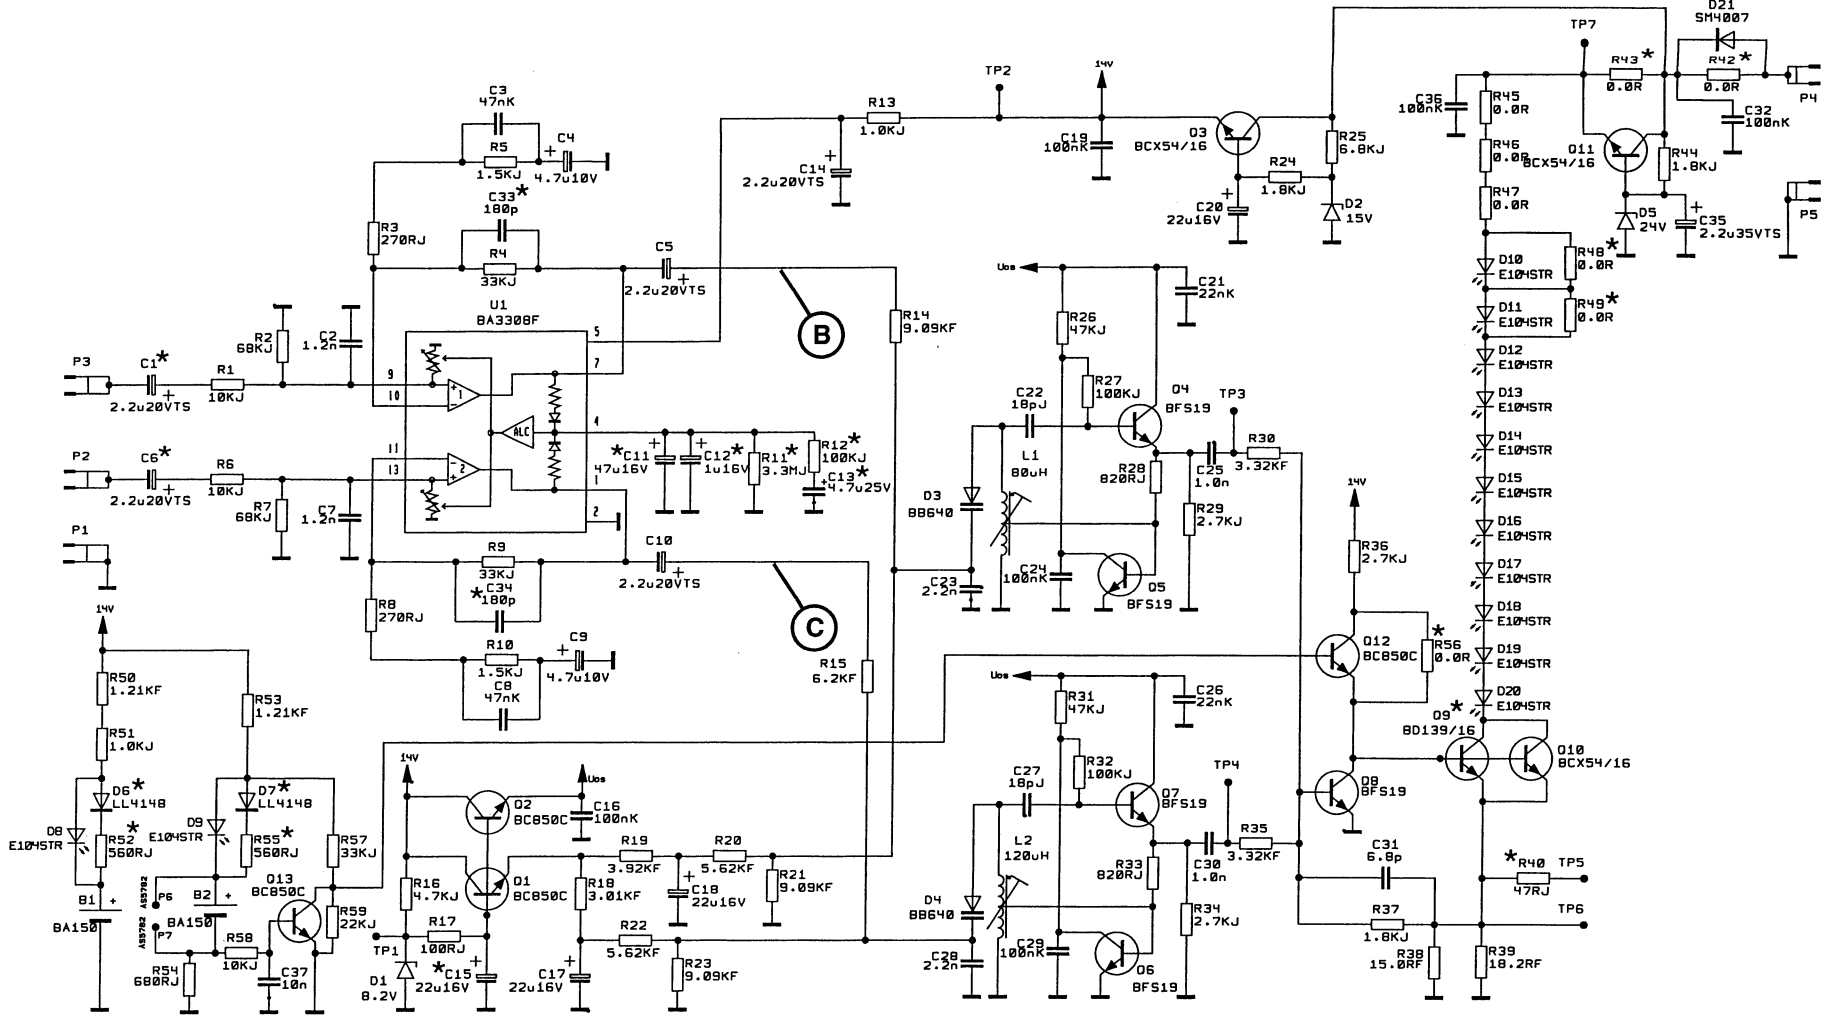 D21
SM4007
TP7
R43*
0.0R
R42*
0.0R
P4
C36
100nK
R45
0.0R
C32
100nK
R46
0.0R
Q11
BCX54/16
R44
1.8KJ
R47
0.0R
P5
D5
24V
C35
2.2u35VTS
TP2
14V
R13
1.0KJ
C19
100nK
Q3
BCX54/16
R25
6.8KJ
R24
1.8KJ
C14
2.2u20VTS
C20
22u16V
D2
15V
C3
47nK
C4
4.7u10V
R5
1.5KJ
C33*
180p
R3
270RJ
R4
33KJ
C5
2.2u20VTS
U1
BA3308F
B
R14
9.09KF
P3
C1*
2.2u20VTS
R1
10KJ
R2
68KJ
C2
1.2n
5
7
9
10
1
ALC
4
11
13
2
1
2
P2
C6*
2.2u20VTS
R6
10KJ
R7
68KJ
C7
1.2n
*C11
47u16V
C12*
1u16V
R11*
3.3MJ
R12*
100KJ
C13*
4.7u25V
P1
R9
33KJ
*C34
180p
C10
2.2u20VTS
C
R8
270RJ
R10
1.5KJ
C8
47nK
C9
4.7u10V
R15
6.2KF
Uos
C21
22nK
R26
47KJ
R27
100KJ
Q4
BFS19
C22
18pJ
TP3
L1
80uH
R28
820RJ
C25
1.0n
R30
3.32KF
D3
BB640
R29
2.7KJ
C23
2.2n
C24
100nK
Q5
BFS19
D10
E104STR
R48*
0.0R
D11
E104STR
R49*
0.0R
D12
E104STR
D13
E104STR
D14
E104STR
D15
E104STR
D16
E104STR
D17
E104STR
D18
E104STR
D19
E104STR
D20
E104STR
14V
R36
2.7KJ
Q12
BC850C
*
R56
0.0R
Q9*
BD139/16
Q10
BCX54/16
Q8
BFS19
Uos
C26
22nK
R31
47KJ
R32
100KJ
Q7
BFS19
C27
18pJ
TP4
L2
120uH
R33
820RJ
C30
1.0n
R35
3.32KF
D4
BB640
R34
2.7KJ
C28
2.2n
C29
100nK
Q6
BFS19
C31
6.8p
R37
1.8KJ
R38
15.0RF
R39
18.2RF
*R40
47RJ
TP5
TP6
14V
R50
1.21KF
R53
1.21KF
R51
1.0KJ
D6*
LL4148
D7*
LL4148
D8
E104STR
R52*
560RJ
D9
E104STR
R55*
560RJ
R57
33KJ
B1
BA150
AS5782
P6
B2
BA150
AS5782
P7
Q13
BC850C
R59
22KJ
R58
10KJ
R54
680RJ
C37
10n
14V
Uos
Q2
BC850C
C16
100nK
Q1
BC850C
R16
4.7KJ
R17
100RJ
TP1
D1
8.2V
*C15
22u16V
C17
22u16V
R18
3.01KF
R19
3.92KF
R20
5.62KF
C18
22u16V
R21
9.09KF
R22
5.62KF
R23
9.09KF